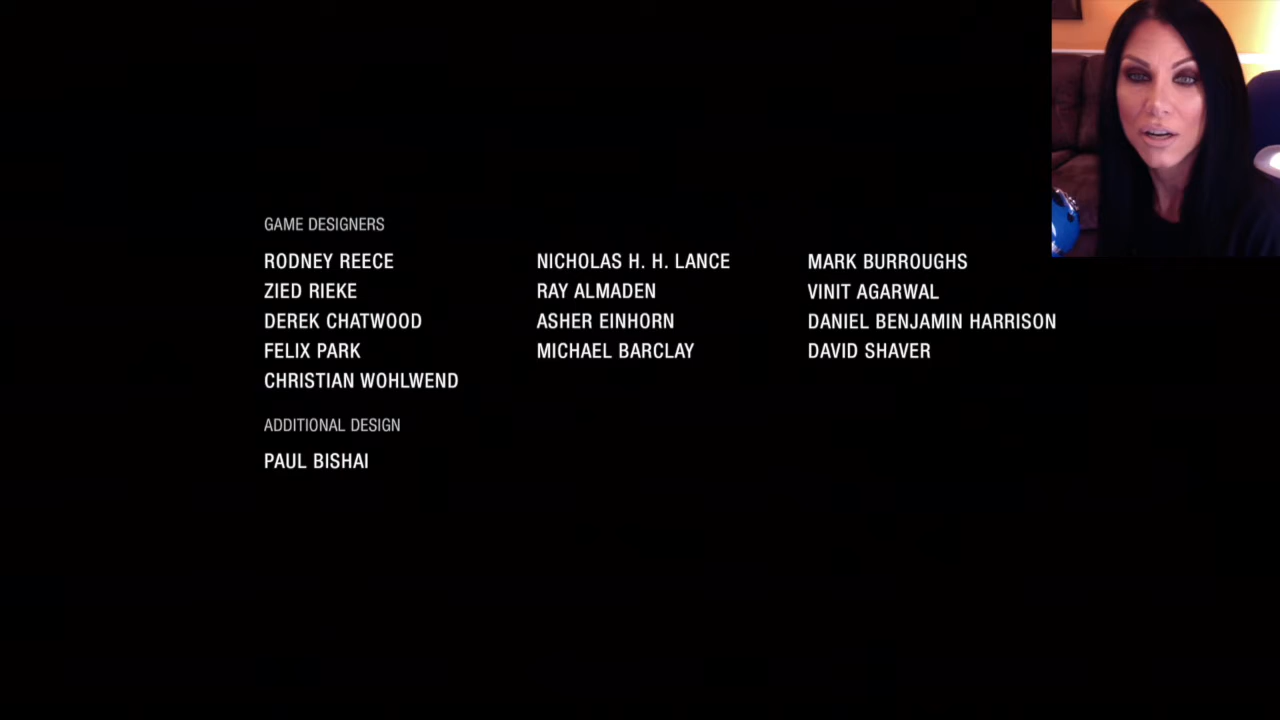 GAME DESIGNERS
RODNEY REECE
ZIED RIEKE
DEREK CHATWOOD
FELIX PARK
CHRISTIAN WOHLWEND
NICHOLAS H. H. LANCE
RAY ALMADEN
ASHER EINHORN
MICHAEL BARCLAY
MARK BURROUGHS
VINIT AGARWAL
DANIEL BENJAMIN HARRISON
DAVID SHAVER
ADDITIONAL DESIGN
PAUL BISHAI